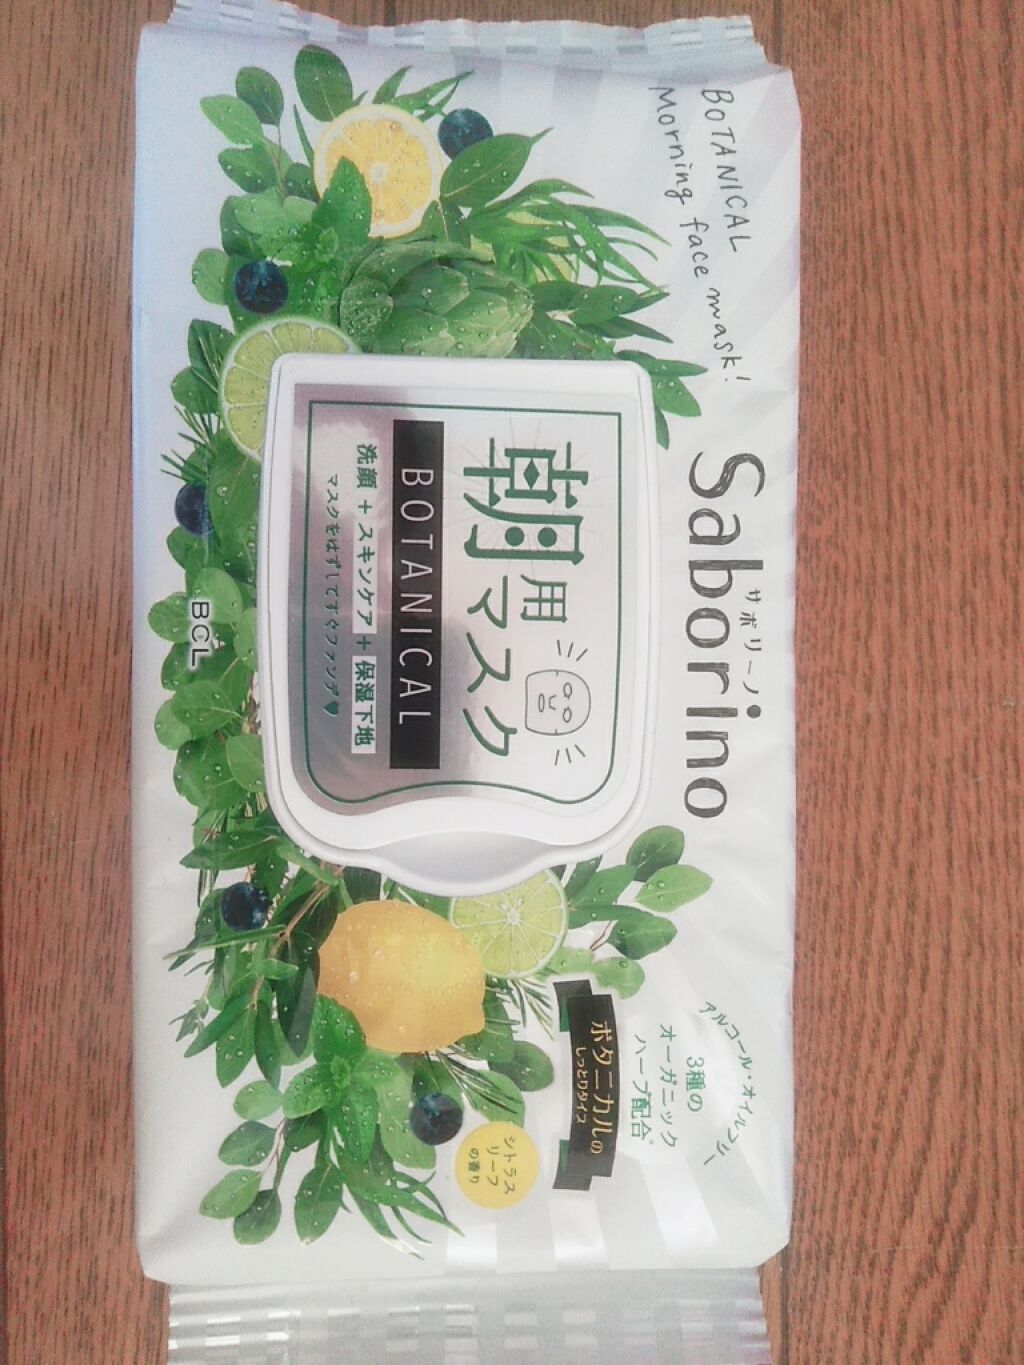 BOTANICAL
Morning face mask!
サボリーノ
Saborino
アルコール・オイルフリー
3種の
オーガニック
ハーブ配合*
朝用マスク
BOTANICAL
洗顔 + スキンケア + 保湿下地
マスクをはずしてすぐファンデ♥
ボタニカルの
しっとりタイプ
シトラス
リーフ
の香り
BCL